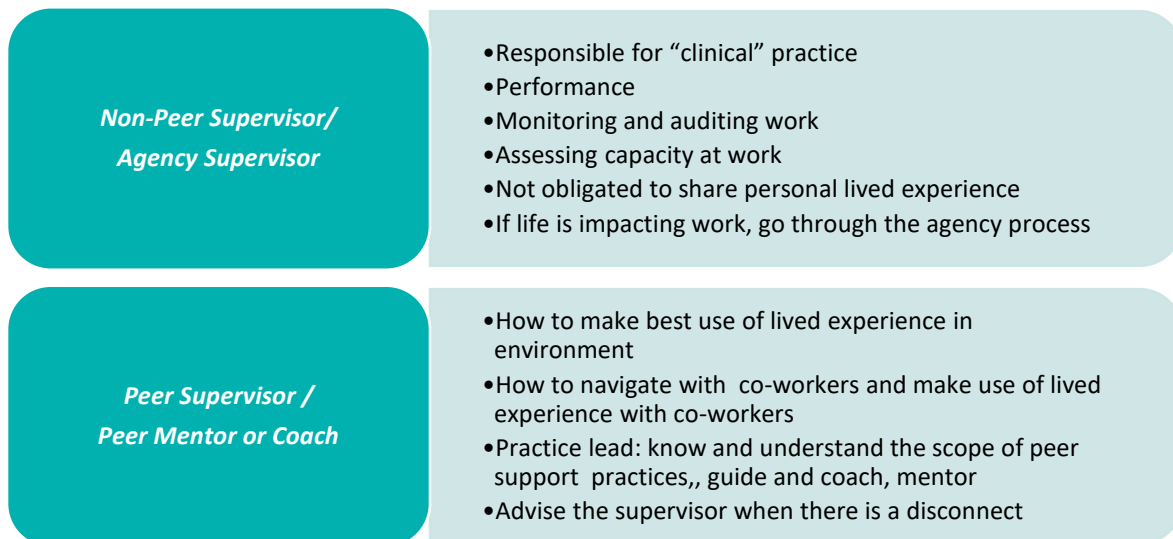 Non-Peer Supervisor/
Agency Supervisor
•Responsible for “clinical” practice
•Performance
•Monitoring and auditing work
•Assessing capacity at work
•Not obligated to share personal lived experience
•If life is impacting work, go through the agency process
Peer Supervisor /
Peer Mentor or Coach
•How to make best use of lived experience in
environment
•How to navigate with  co-workers and make use of lived
experience with co-workers
•Practice lead: know and understand the scope of peer
support  practices,, guide and coach, mentor
•Advise the supervisor when there is a disconnect